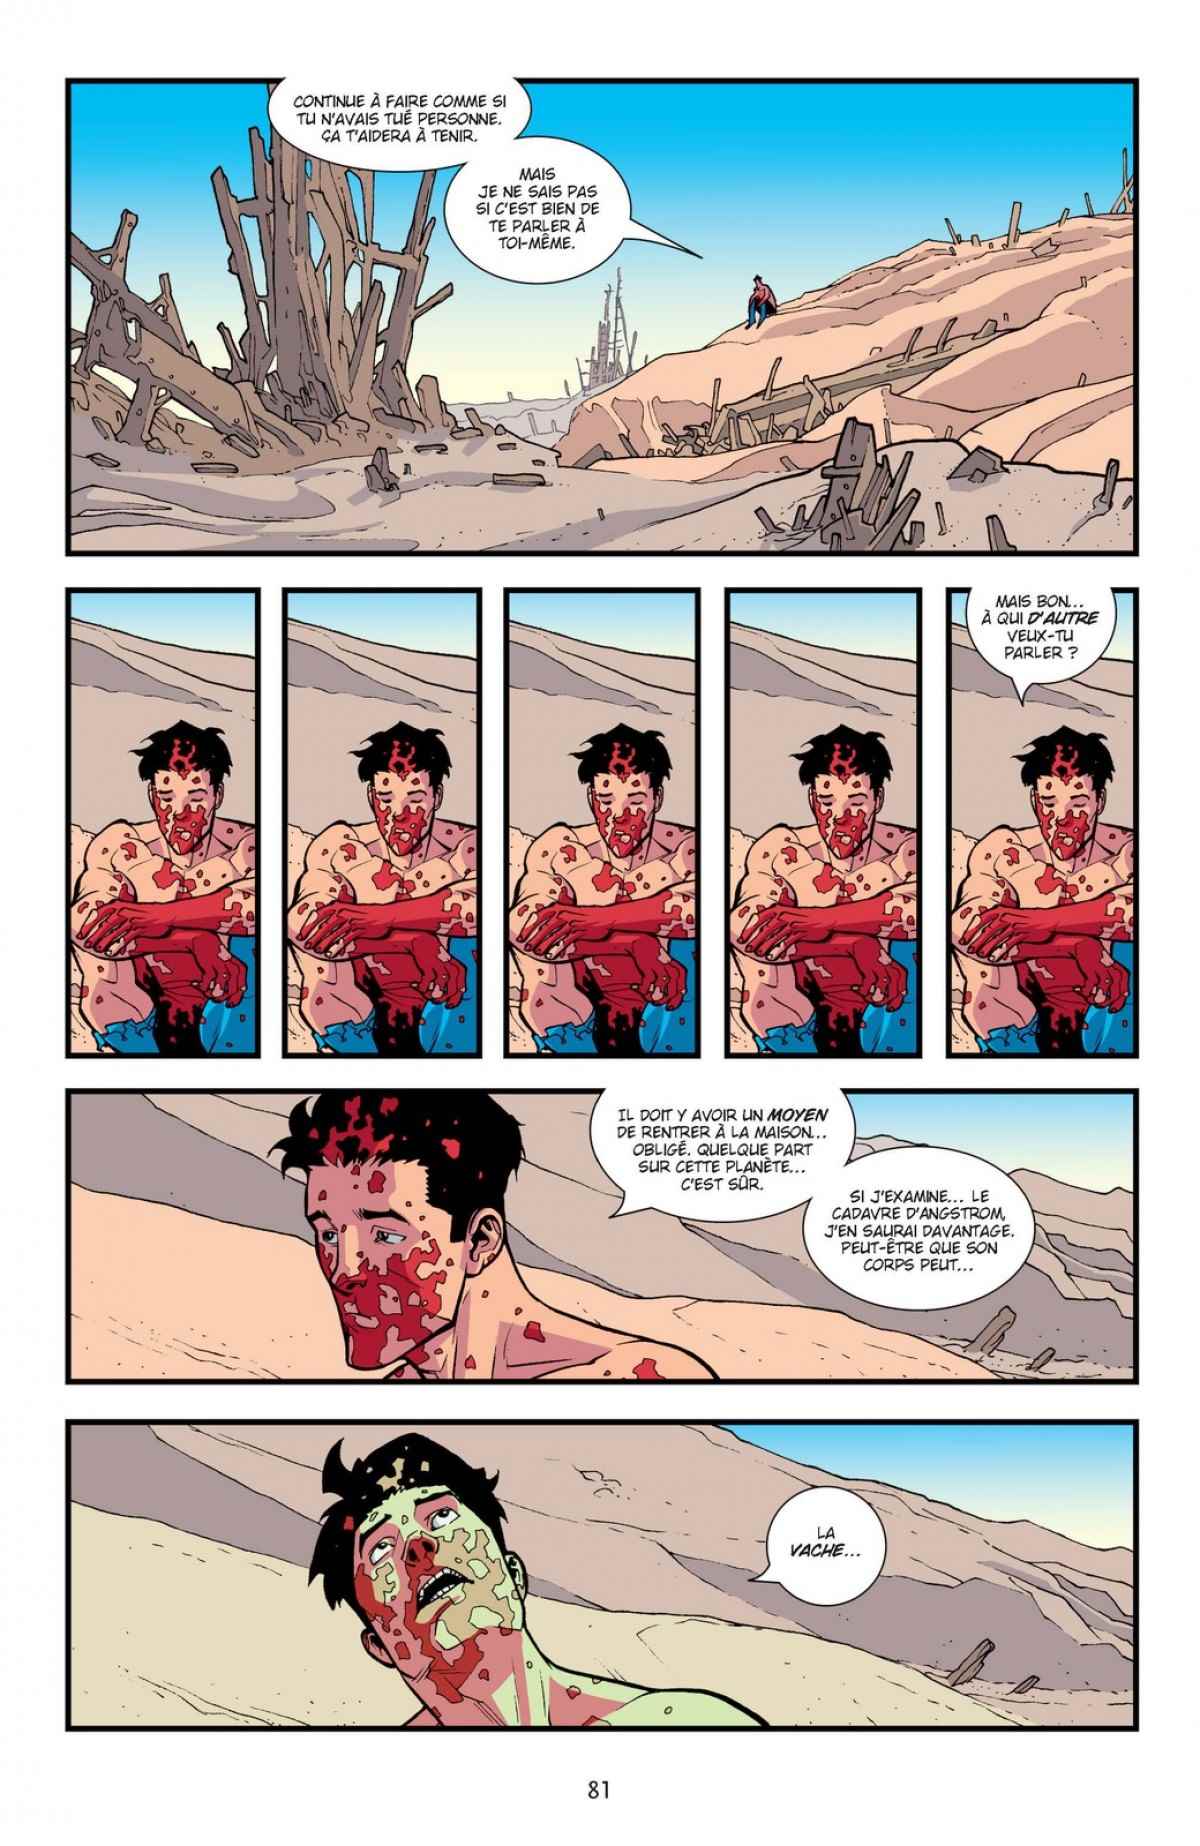 CONTINUE À FAIRE COMME SI
TU N'AVAIS TUÉ PERSONNE.
ÇA T'AIDERA À TENIR.
MAIS
JE NE SAIS PAS
SI C'EST BIEN DE
TE PARLER À
TOI-MÊME.
MAIS BON...
À QUI D'AUTRE
VEUX-TU
PARLER ?
IL DOIT Y AVOIR UN MOYEN
DE RENTRER À LA MAISON...
OBLIGÉ. QUELQUE PART
SUR CETTE PLANÈTE...
C'EST SÛR.
SI J'EXAMINE... LE
CADAVRE D'ANGSTROM,
J'EN SAURAI DAVANTAGE.
PEUT-ÊTRE QUE SON
CORPS PEUT...
LA
VACHE...
81